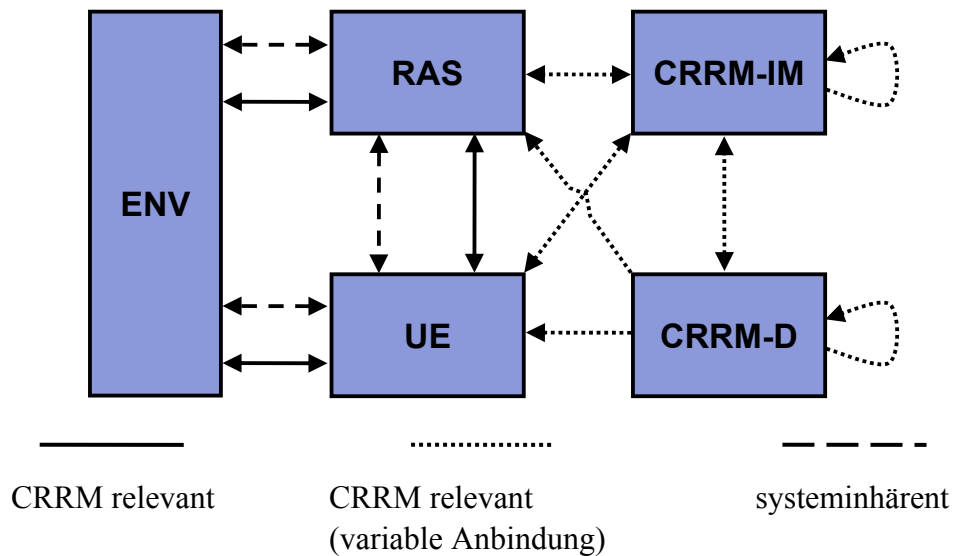 RAS
CRRM-IM
ENV
UE
CRRM-D
CRRM relevant
CRRM relevant
(variable Anbindung)
systeminhärent